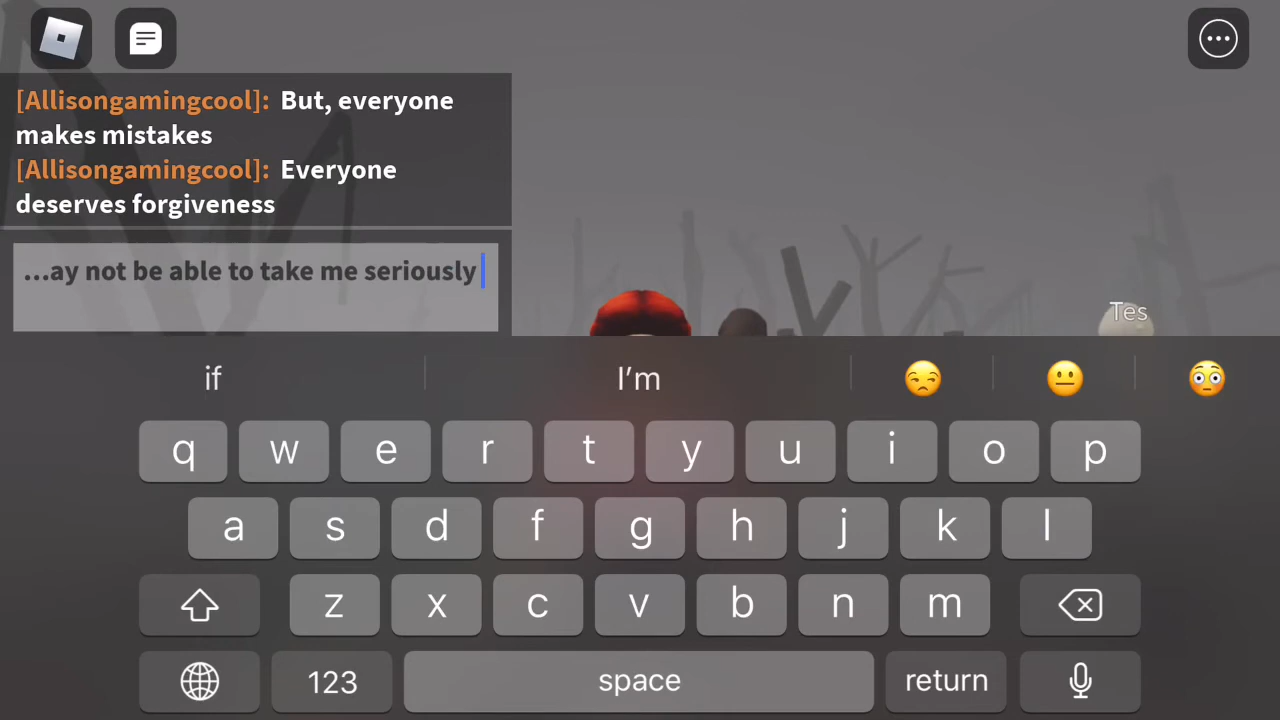 [Allisongamingcool]: But, everyone
makes mistakes
[Allisongamingcool]: Everyone
deserves forgiveness
...ay not be able to take me seriously
Tes
if I'm
q w e r t y u i o p
a s d f g h j k l
z x c v b n m
123 space return